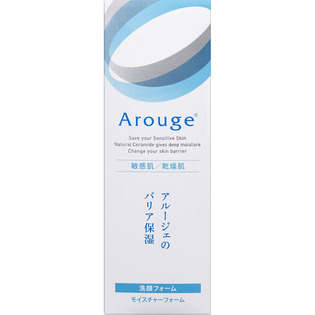 Arouge®
Save your Sensitive Skin
Natural Ceramide gives deep moisture
Change your skin barrier
敏感肌／乾燥肌
アルージェの
バリア保湿
洗顔フォーム
モイスチャーフォーム